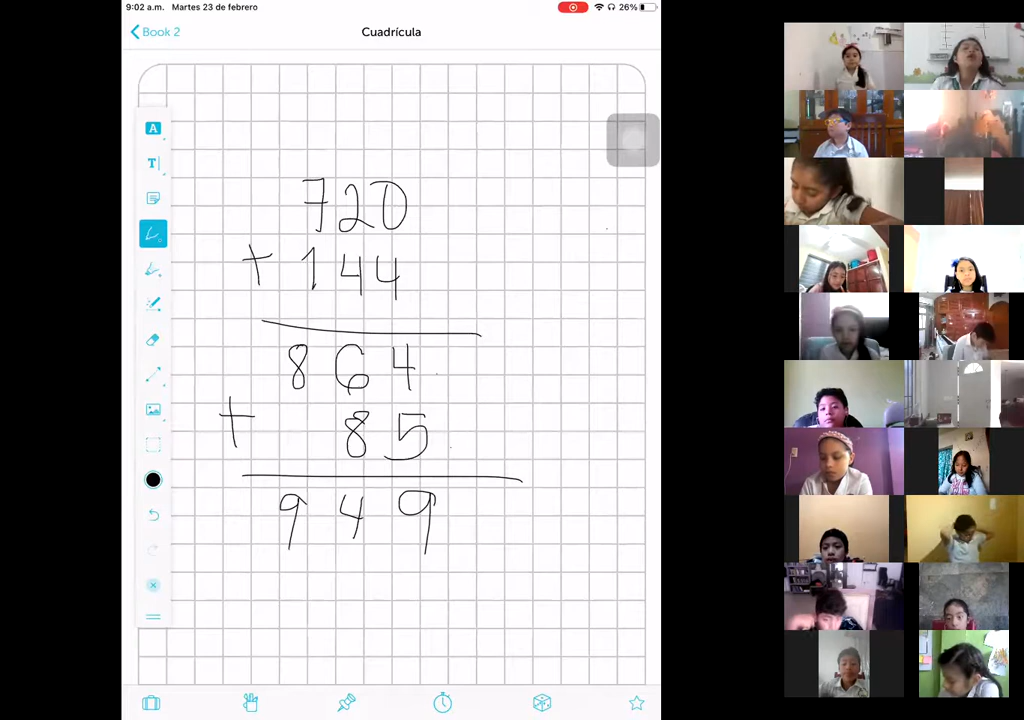 9:02 a.m. Martes 23 de febrero
26%
Book 2
Cuadrícula
A
T
720
+ 144
864
+ 85
949